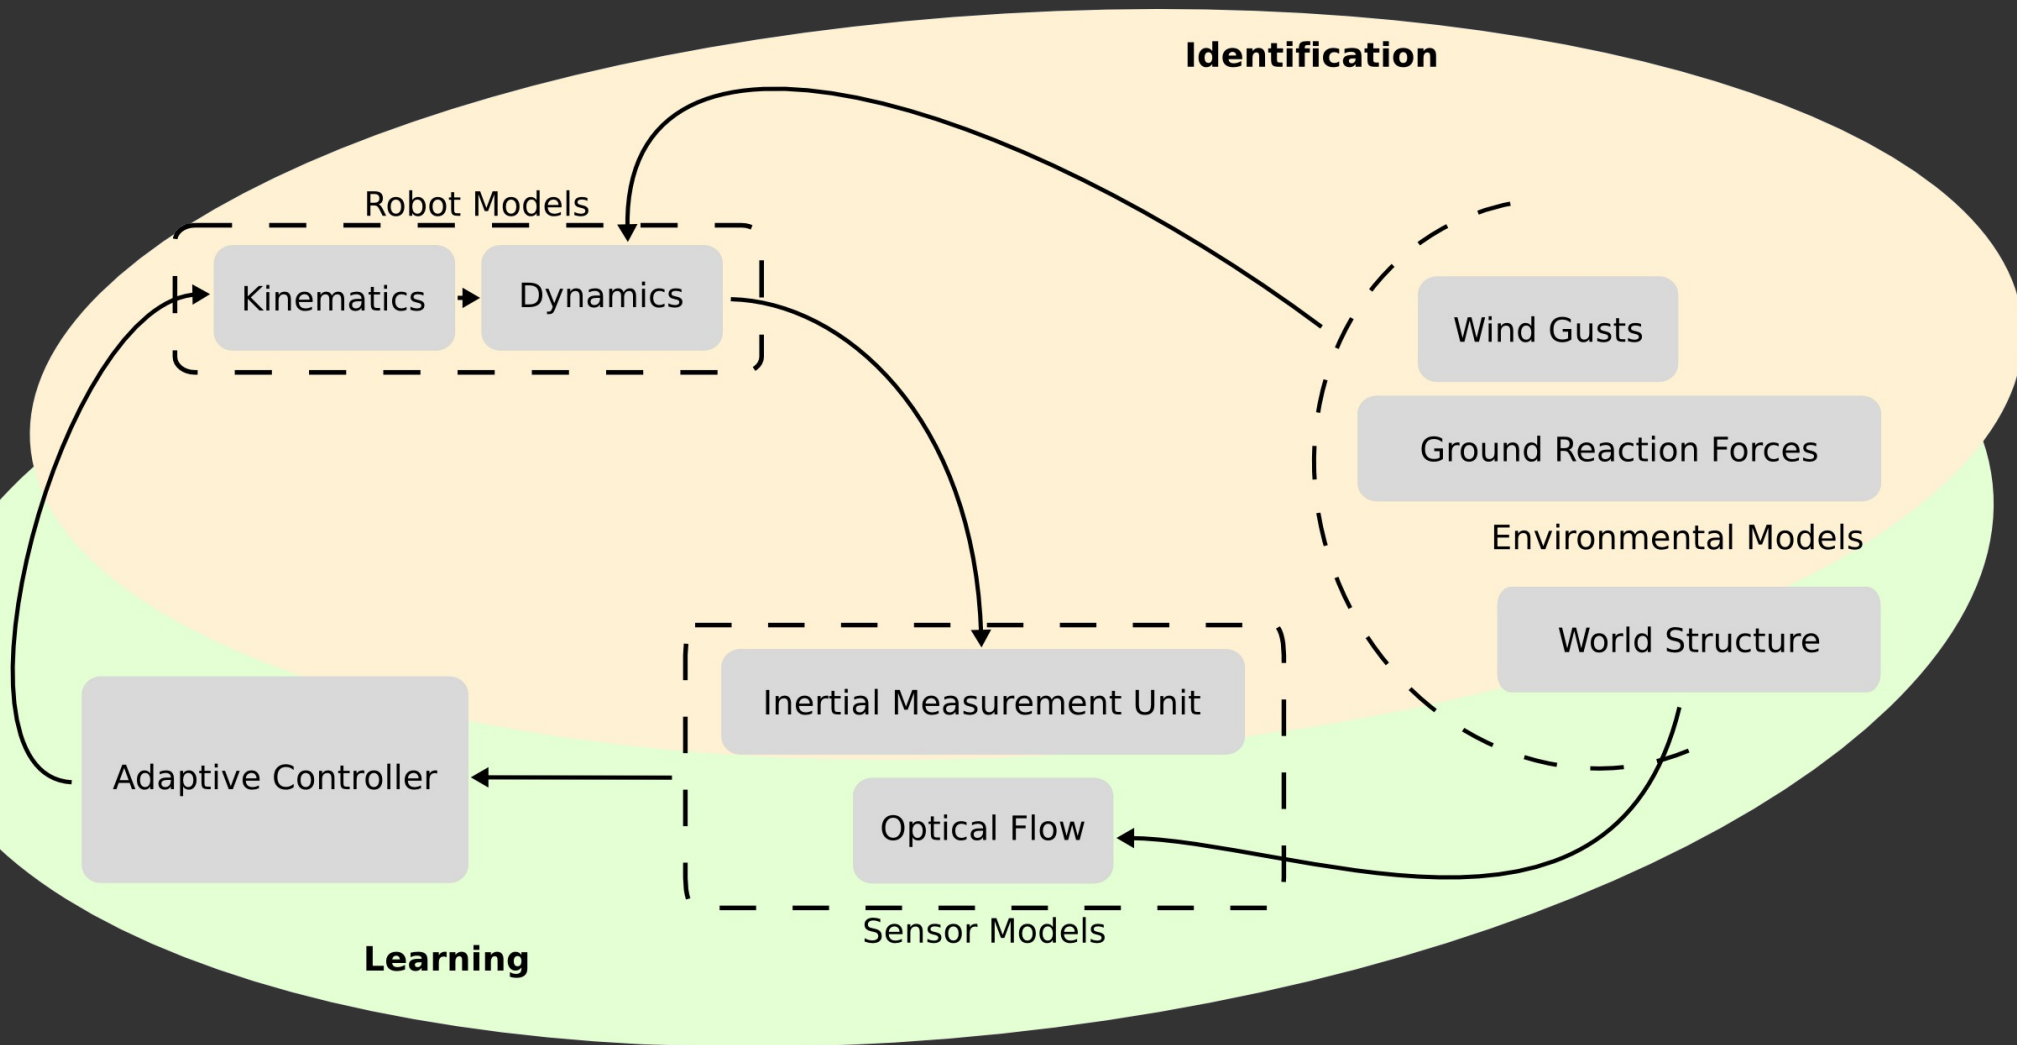 Identification
Robot Models
Kinematics
Dynamics
Wind Gusts
Ground Reaction Forces
Environmental Models
World Structure
Inertial Measurement Unit
Adaptive Controller
Optical Flow
Sensor Models
Learning